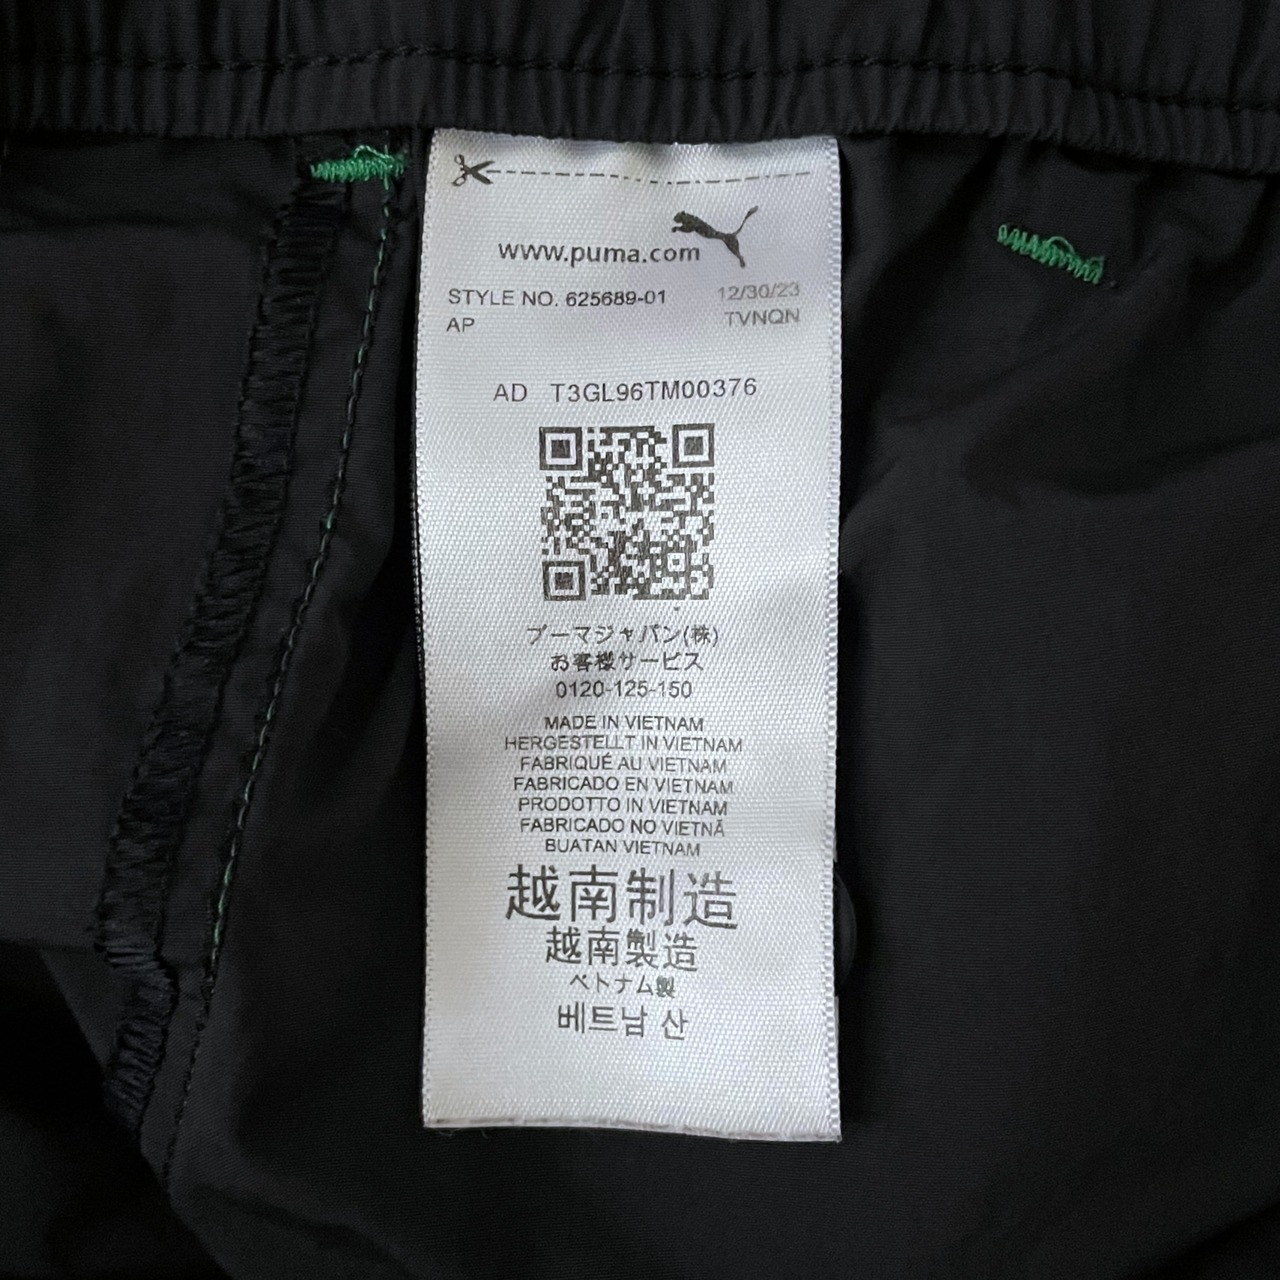 www.puma.com
STYLE NO. 625689-01 12/30/23
AP TVNQN
AD T3GL96TM00376
プーマジャパン(株)
お客様サービス
0120-125-150
MADE IN VIETNAM
HERGESTELLT IN VIETNAM
FABRIQUÉ AU VIETNAM
FABRICADO EN VIETNAM
PRODOTTO IN VIETNAM
FABRICADO NO VIETNÃ
BUATAN VIETNAM
越南制造
越南製造
ベトナム製
베트남 산